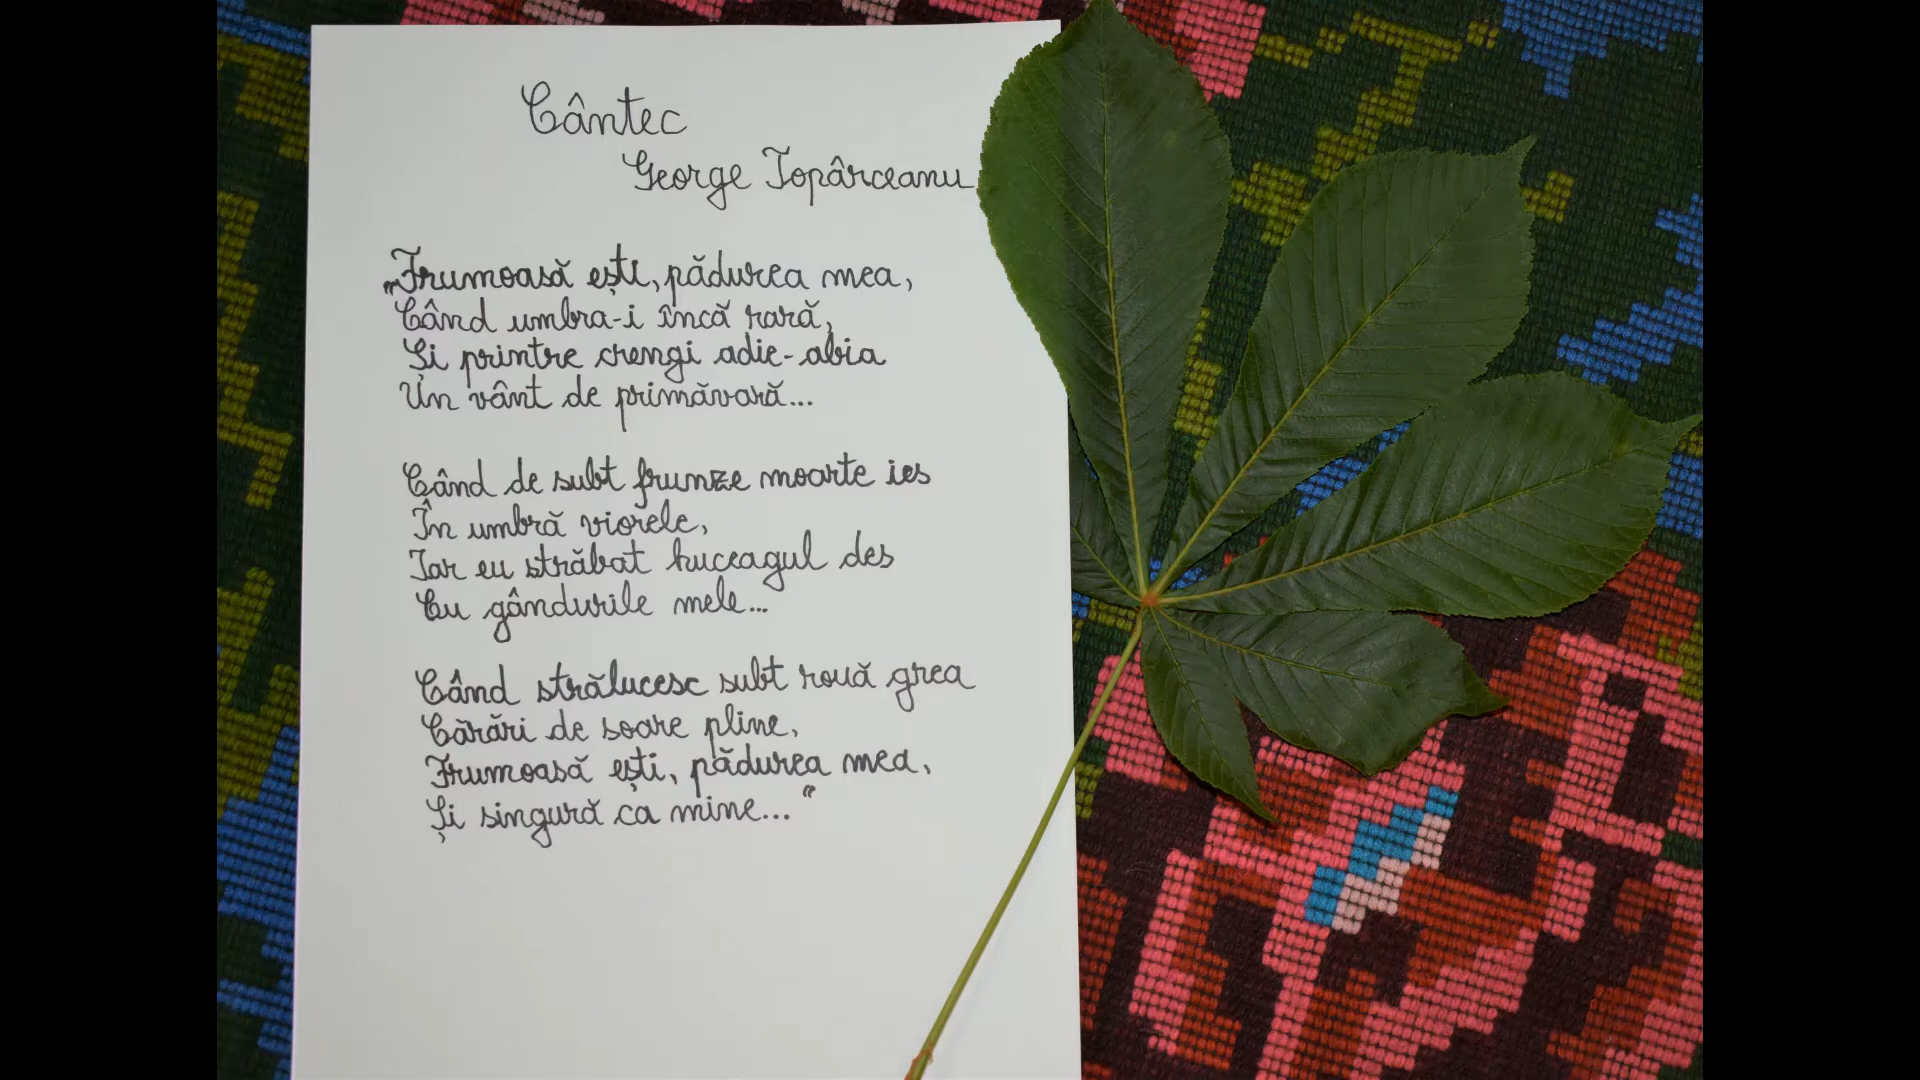 Cântec
George Topârceanu
„Frumoasă ești, pădurea mea,
Când umbra-i încă rară,
Și printre crengi adie-abia
Un vânt de primăvară...
Când de subt frunze moarte ies
În umbră viorele,
Iar eu străbat huceagul des
Cu gândurile mele...
Când strălucesc subt rouă grea
Cărări de soare pline,
Frumoasă ești, pădurea mea,
Și singură ca mine..."